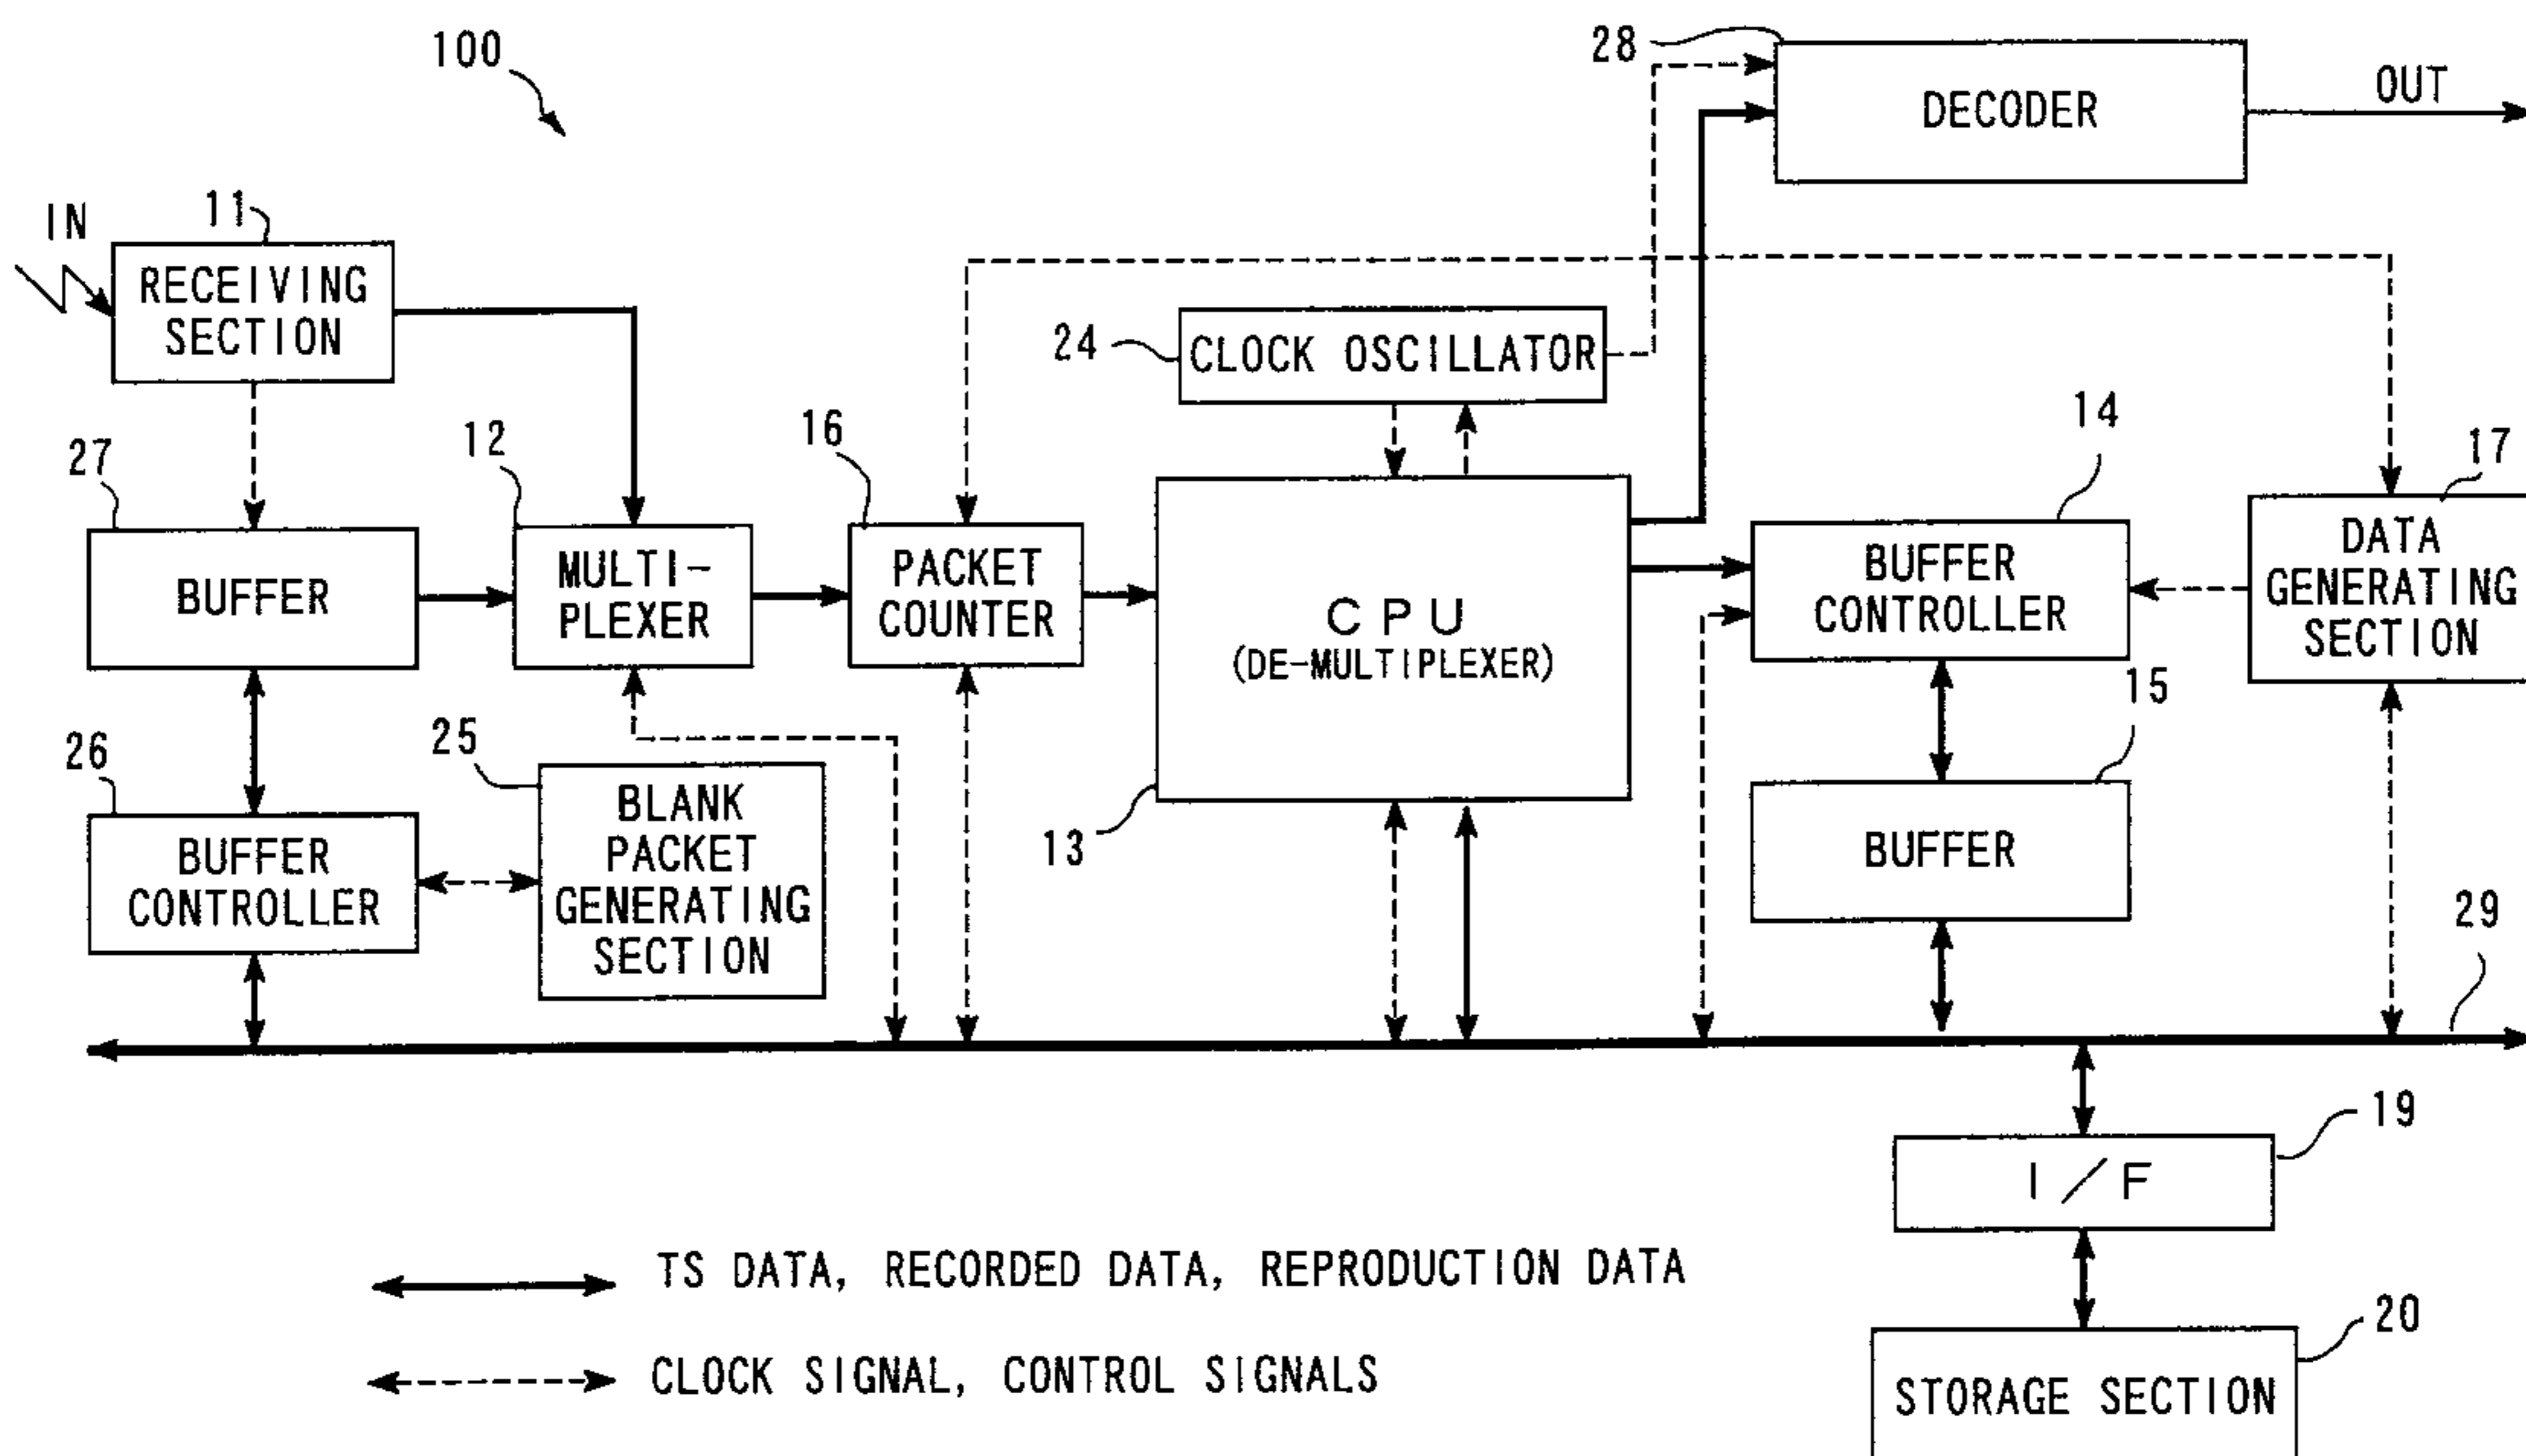 100
28
DECODER
OUT
IN
11
RECEIVING
SECTION
24
CLOCK OSCILLATOR
27
BUFFER
12
MULTI-
PLEXER
16
PACKET
COUNTER
CPU
(DE-MULTIPLEXER)
13
14
BUFFER
CONTROLLER
17
DATA
GENERATING
SECTION
15
BUFFER
26
BUFFER
CONTROLLER
25
BLANK
PACKET
GENERATING
SECTION
29
19
I/F
20
STORAGE SECTION
TS DATA, RECORDED DATA, REPRODUCTION DATA
CLOCK SIGNAL, CONTROL SIGNALS